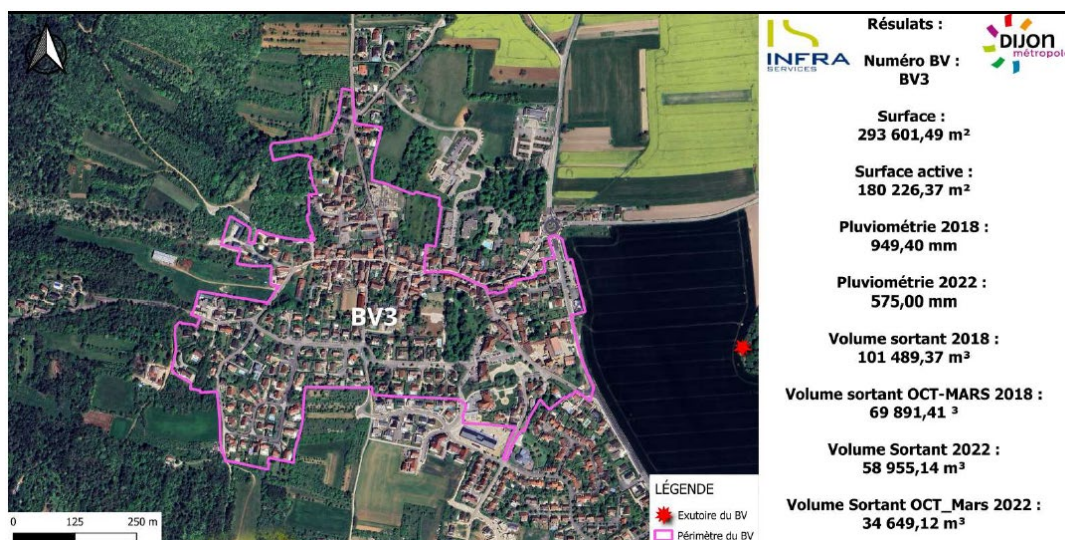 Résulats :
INFRA
SERVICES
DIJON
métropole
Numéro BV :
BV3
Surface :
293 601,49 m²
Surface active :
180 226,37 m²
Pluviométrie 2018 :
949,40 mm
Pluviométrie 2022 :
575,00 mm
Volume sortant 2018 :
101 489,37 m³
Volume sortant OCT-MARS 2018 :
69 891,41 ³
Volume Sortant 2022 :
58 955,14 m³
Volume Sortant OCT_Mars 2022 :
34 649,12 m³
BV3
LÉGENDE
Exutoire du BV
Périmètre du BV
0 125 250 m